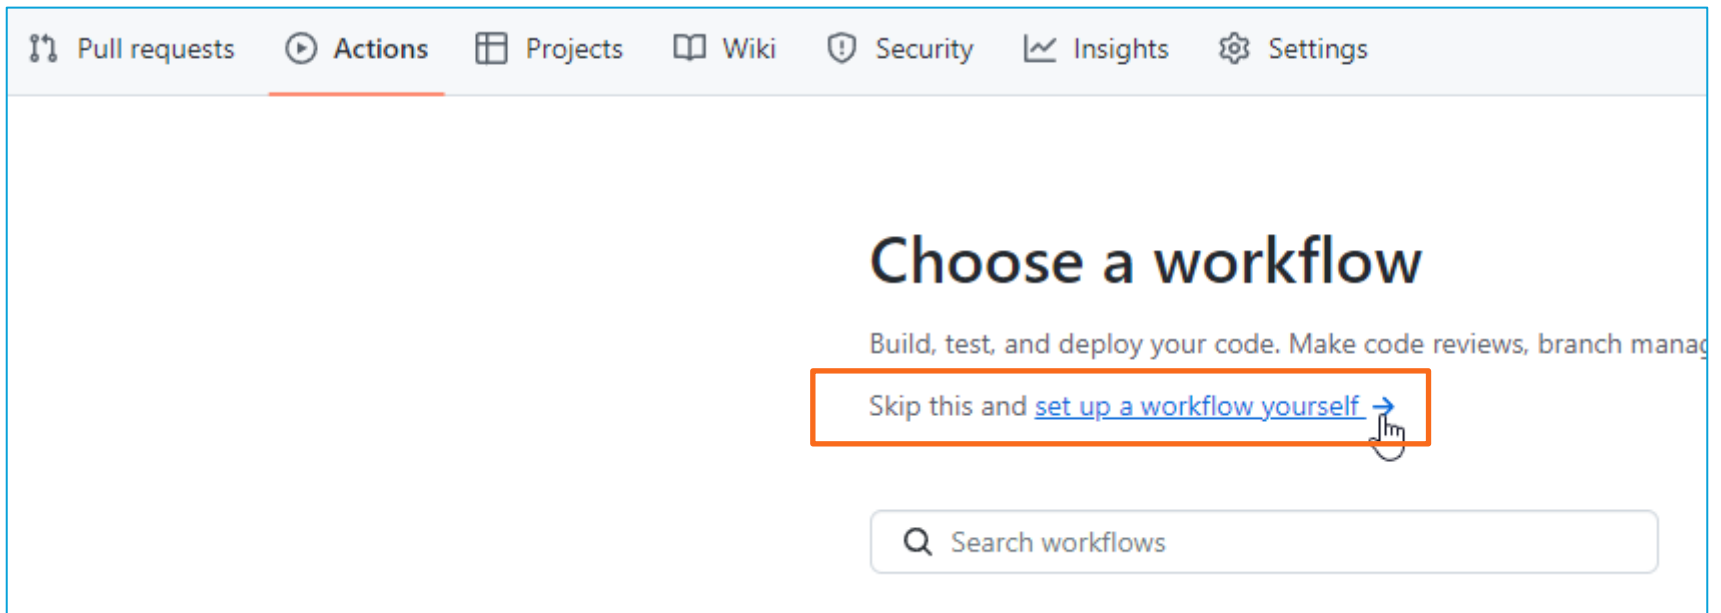 Pull requests Actions Projects Wiki Security Insights Settings
Choose a workflow
Build, test, and deploy your code. Make code reviews, branch
Skip this and set up a workflow yourself →
Search workflows